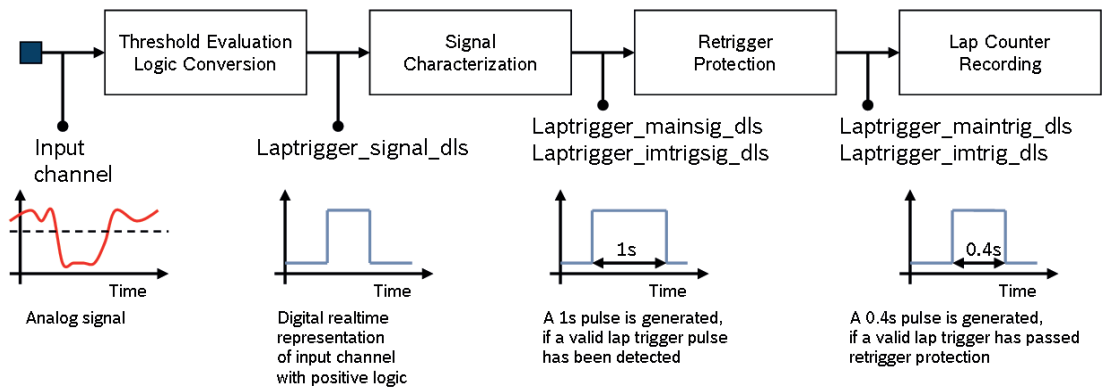 Threshold Evaluation
Logic Conversion
Signal
Characterization
Retrigger
Protection
Lap Counter
Recording
Input
channel
Laptrigger_signal_dls
Laptrigger_mainsig_dls
Laptrigger_imtrigsig_dls
Laptrigger_maintrig_dls
Laptrigger_imtrig_dls
1s
0.4s
Time
Time
Time
Time
Analog signal
Digital realtime
representation
of input channel
with positive logic
A 1s pulse is generated,
if a valid lap trigger pulse
has been detected
A 0.4s pulse is generated,
if a valid lap trigger has passed
retrigger protection